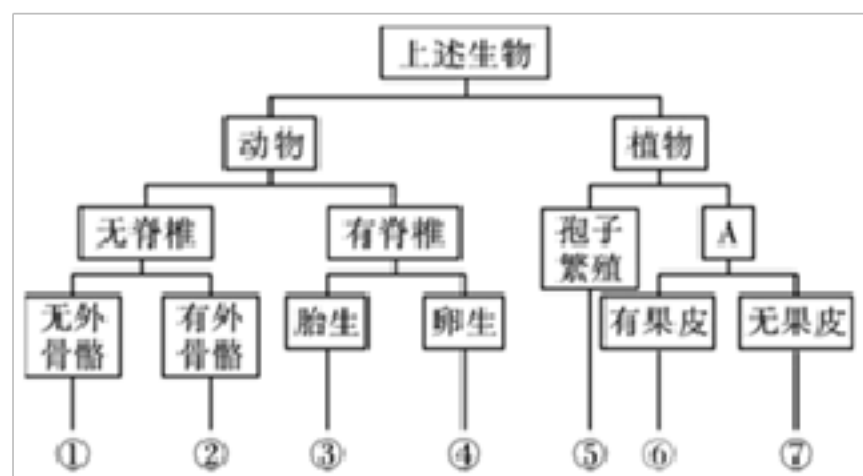 上述生物
动物
植物
无脊椎
有脊椎
孢子
繁殖
A
无外
骨骼
有外
骨骼
胎生
卵生
有果皮
无果皮
①
②
③
④
⑤
⑥
⑦